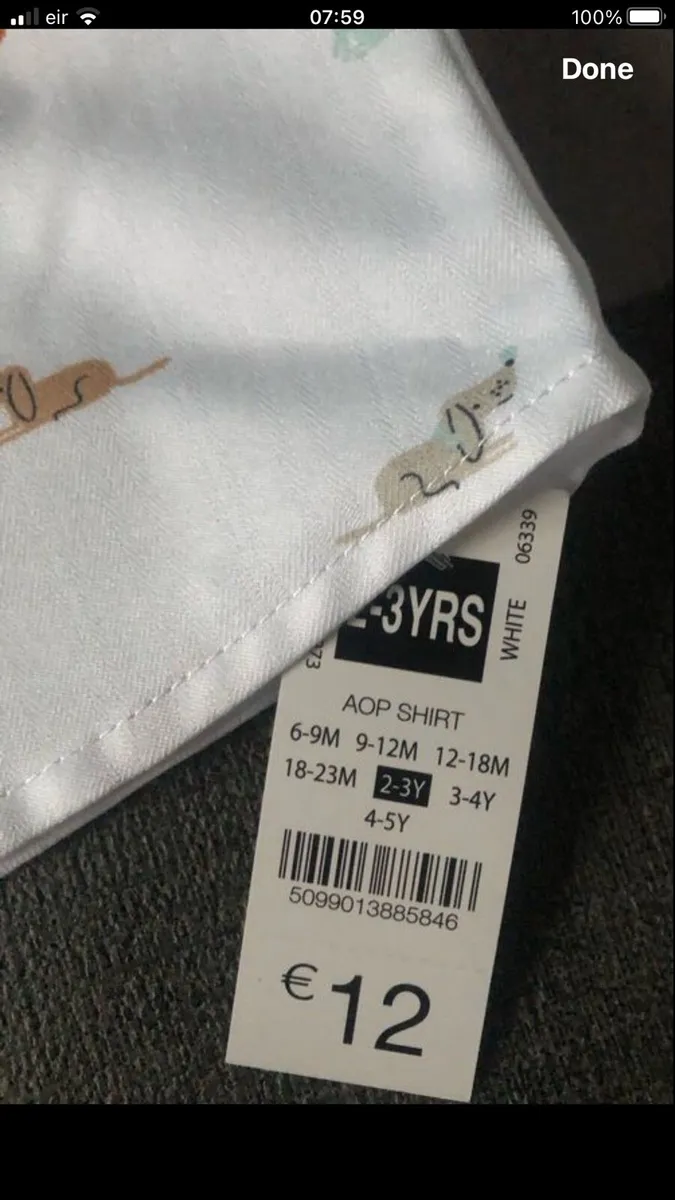 eir 07:59 100%
Done
06339
WHITE
-3YRS
73
AOP SHIRT
6-9M 9-12M 12-18M
18-23M 2-3Y 3-4Y
4-5Y
5099013885846
€12